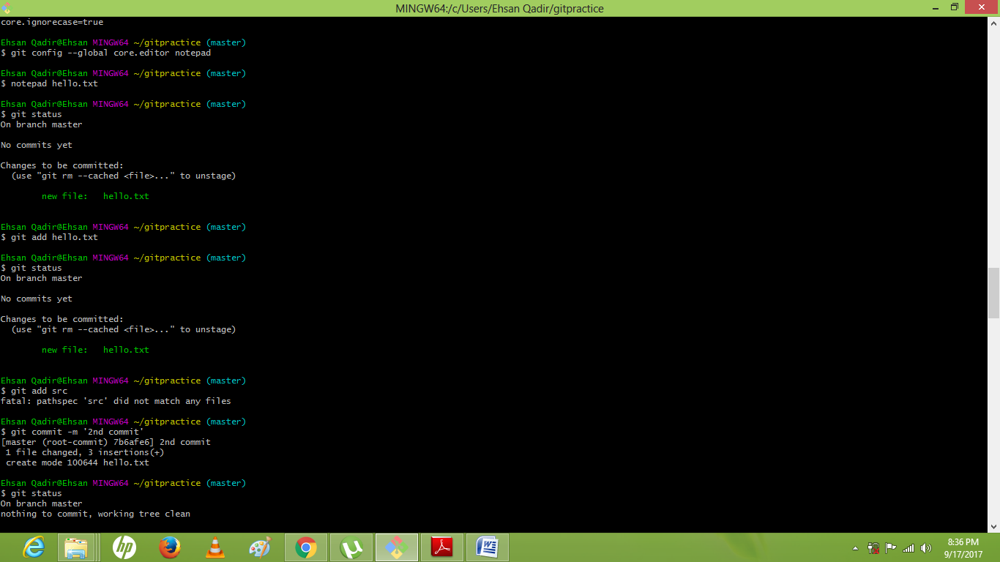 MINGW64:/c/Users/Ehsan Qadir/gitpractice
core.ignorecase=true
Ehsan Qadir@Ehsan MINGW64 ~/gitpractice (master)
$ git config --global core.editor notepad
Ehsan Qadir@Ehsan MINGW64 ~/gitpractice (master)
$ notepad hello.txt
Ehsan Qadir@Ehsan MINGW64 ~/gitpractice (master)
$ git status
On branch master
No commits yet
Changes to be committed:
  (use "git rm --cached <file>..." to unstage)
        new file:   hello.txt
Ehsan Qadir@Ehsan MINGW64 ~/gitpractice (master)
$ git add hello.txt
Ehsan Qadir@Ehsan MINGW64 ~/gitpractice (master)
$ git status
On branch master
No commits yet
Changes to be committed:
  (use "git rm --cached <file>..." to unstage)
        new file:   hello.txt
Ehsan Qadir@Ehsan MINGW64 ~/gitpractice (master)
$ git add src
fatal: pathspec 'src' did not match any files
Ehsan Qadir@Ehsan MINGW64 ~/gitpractice (master)
$ git commit -m '2nd commit'
[master (root-commit) 7b6afe6] 2nd commit
 1 file changed, 3 insertions(+)
 create mode 100644 hello.txt
Ehsan Qadir@Ehsan MINGW64 ~/gitpractice (master)
$ git status
On branch master
nothing to commit, working tree clean
hp
8:36 PM
9/17/2017